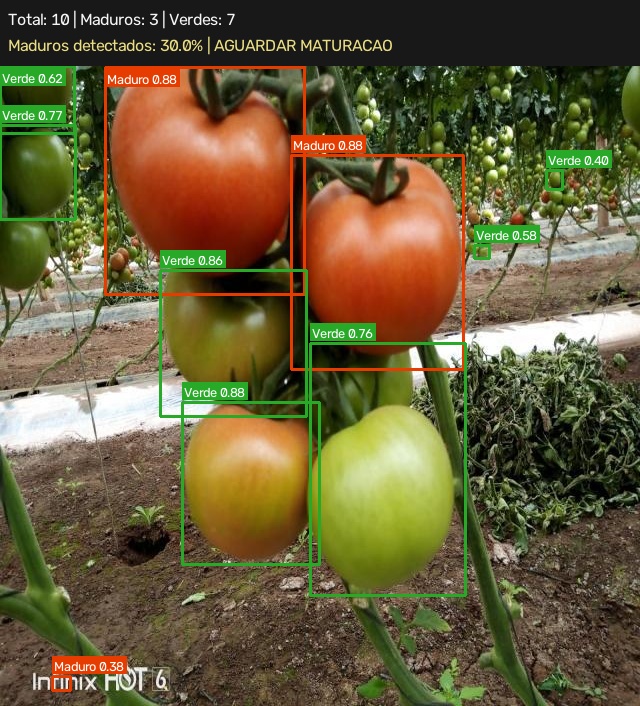 Total: 10 | Maduros: 3 | Verdes: 7
Maduros detectados: 30.0% | AGUARDAR MATURACAO
Verde 0.62
Maduro 0.88
Verde 0.77
Maduro 0.88
Verde 0.40
Verde 0.58
Verde 0.86
Verde 0.76
Verde 0.88
Maduro 0.38
Infinix HOT 6